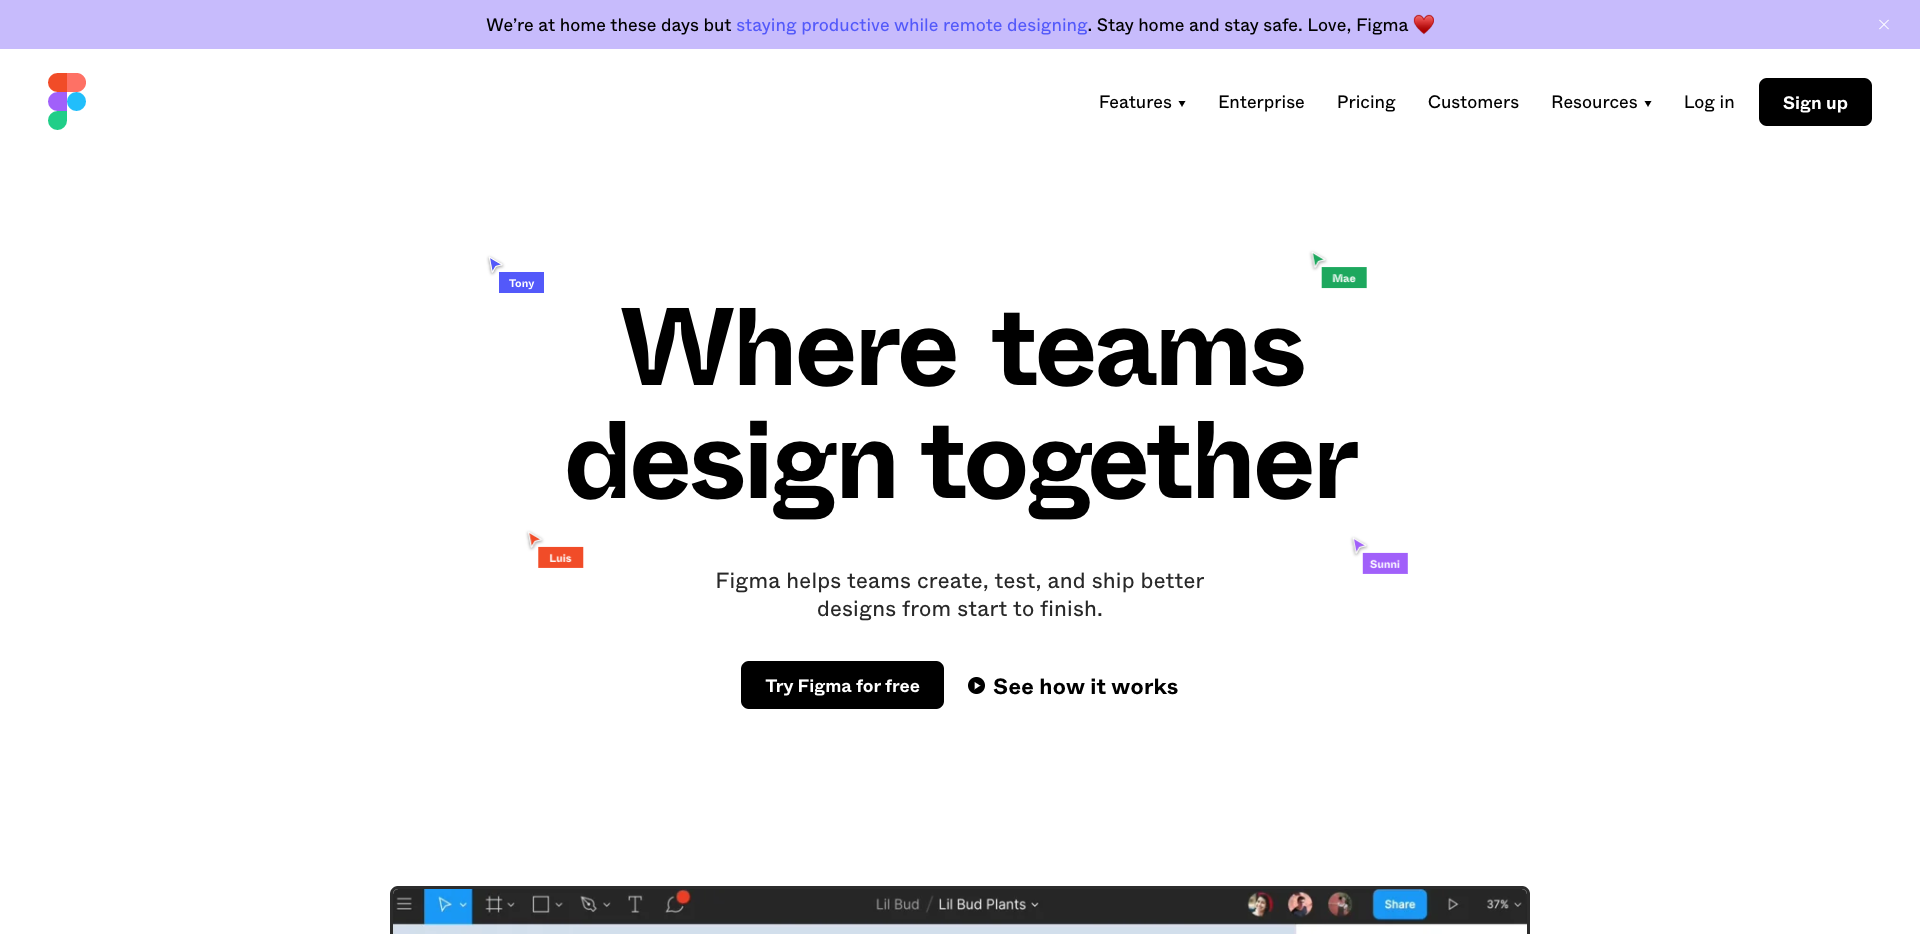 We’re at home these days but staying productive while remote designing. Stay home and stay safe. Love, Figma ❤️
Features ▾ Enterprise Pricing Customers Resources ▾ Log in Sign up
Tony
Mae
Where teams
design together
Luis
Sunni
Figma helps teams create, test, and ship better
designs from start to finish.
Try Figma for free See how it works
Lil Bud / Lil Bud Plants Share 37%